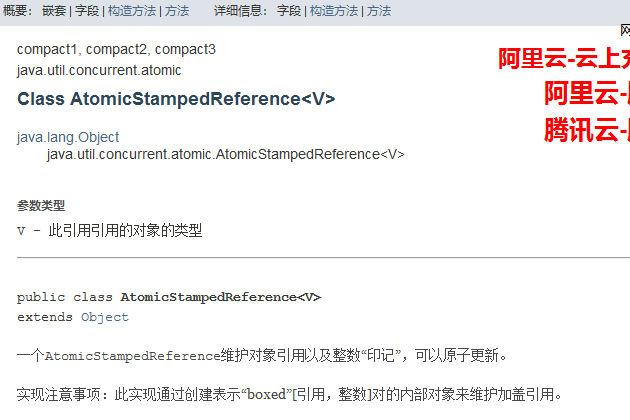 概要： 嵌套 | 字段 | 构造方法 | 方法 详细信息： 字段 | 构造方法 | 方法
网
compact1, compact2, compact3
阿里云-云上
java.util.concurrent.atomic
Class AtomicStampedReference<V>
阿里云-
腾讯云-
java.lang.Object
java.util.concurrent.atomic.AtomicStampedReference<V>
参数类型
V - 此引用引用的对象的类型
public class AtomicStampedReference<V>
extends Object
一个AtomicStampedReference维护对象引用以及整数“印记”，可以原子更新。
实现注意事项：此实现通过创建表示“boxed”[引用，整数]对的内部对象来维护加盖引用。